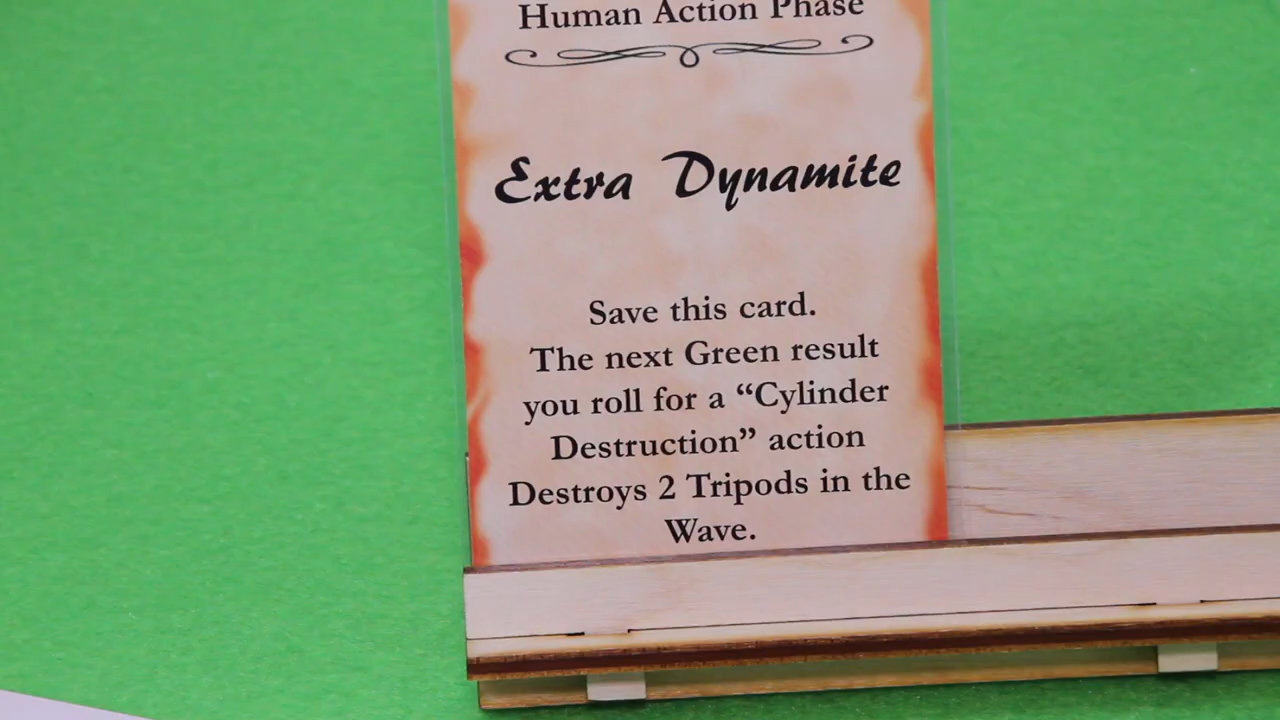 Human Action Phase
Extra Dynamite
Save this card.
The next Green result
you roll for a “Cylinder
Destruction” action
Destroys 2 Tripods in the
Wave.